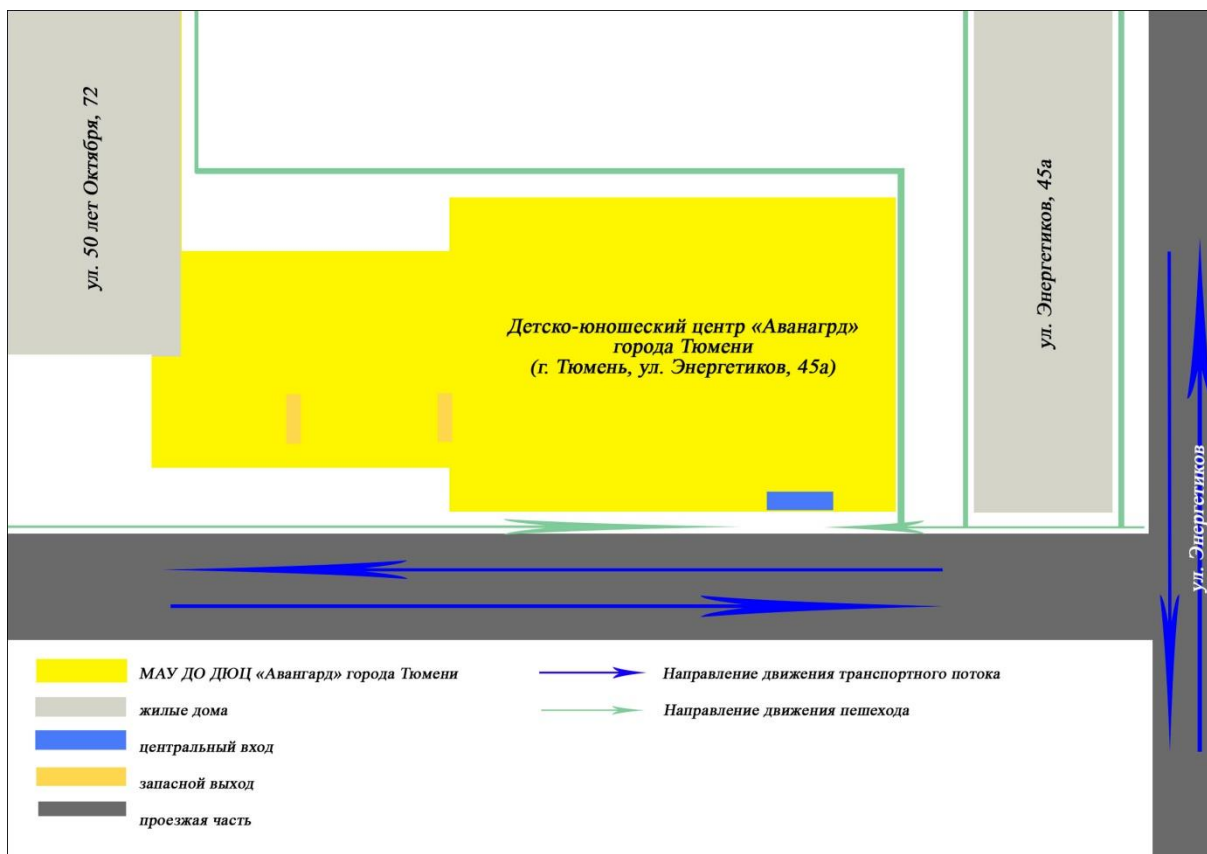 ул. 50 лет Октября, 72
Детско-юношеский центр «Аванагрд»
города Тюмени
(г. Тюмень, ул. Энергетиков, 45а)
ул. Энергетиков, 45а
ул. Энергетиков
МАУ ДО ДЮЦ «Авангард» города Тюмени
жилые дома
центральный вход
запасной выход
проезжая часть
Направление движения транспортного потока
Направление движения пешехода